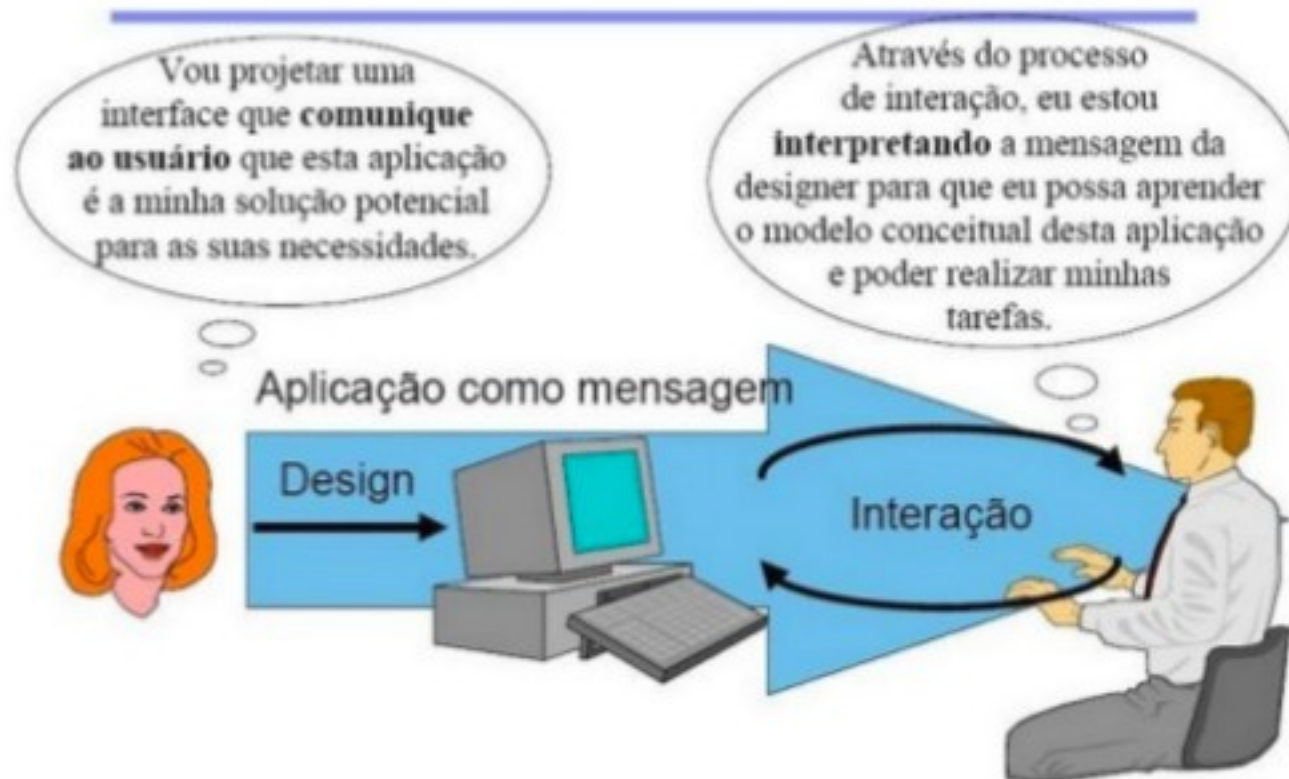 Vou projetar uma
interface que comunique
ao usuário que esta aplicação
é a minha solução potencial
para as suas necessidades.
Através do processo
de interação, eu estou
interpretando a mensagem da
designer para que eu possa aprender
o modelo conceitual desta aplicação
e poder realizar minhas
tarefas.
Aplicação como mensagem
Design
Interação